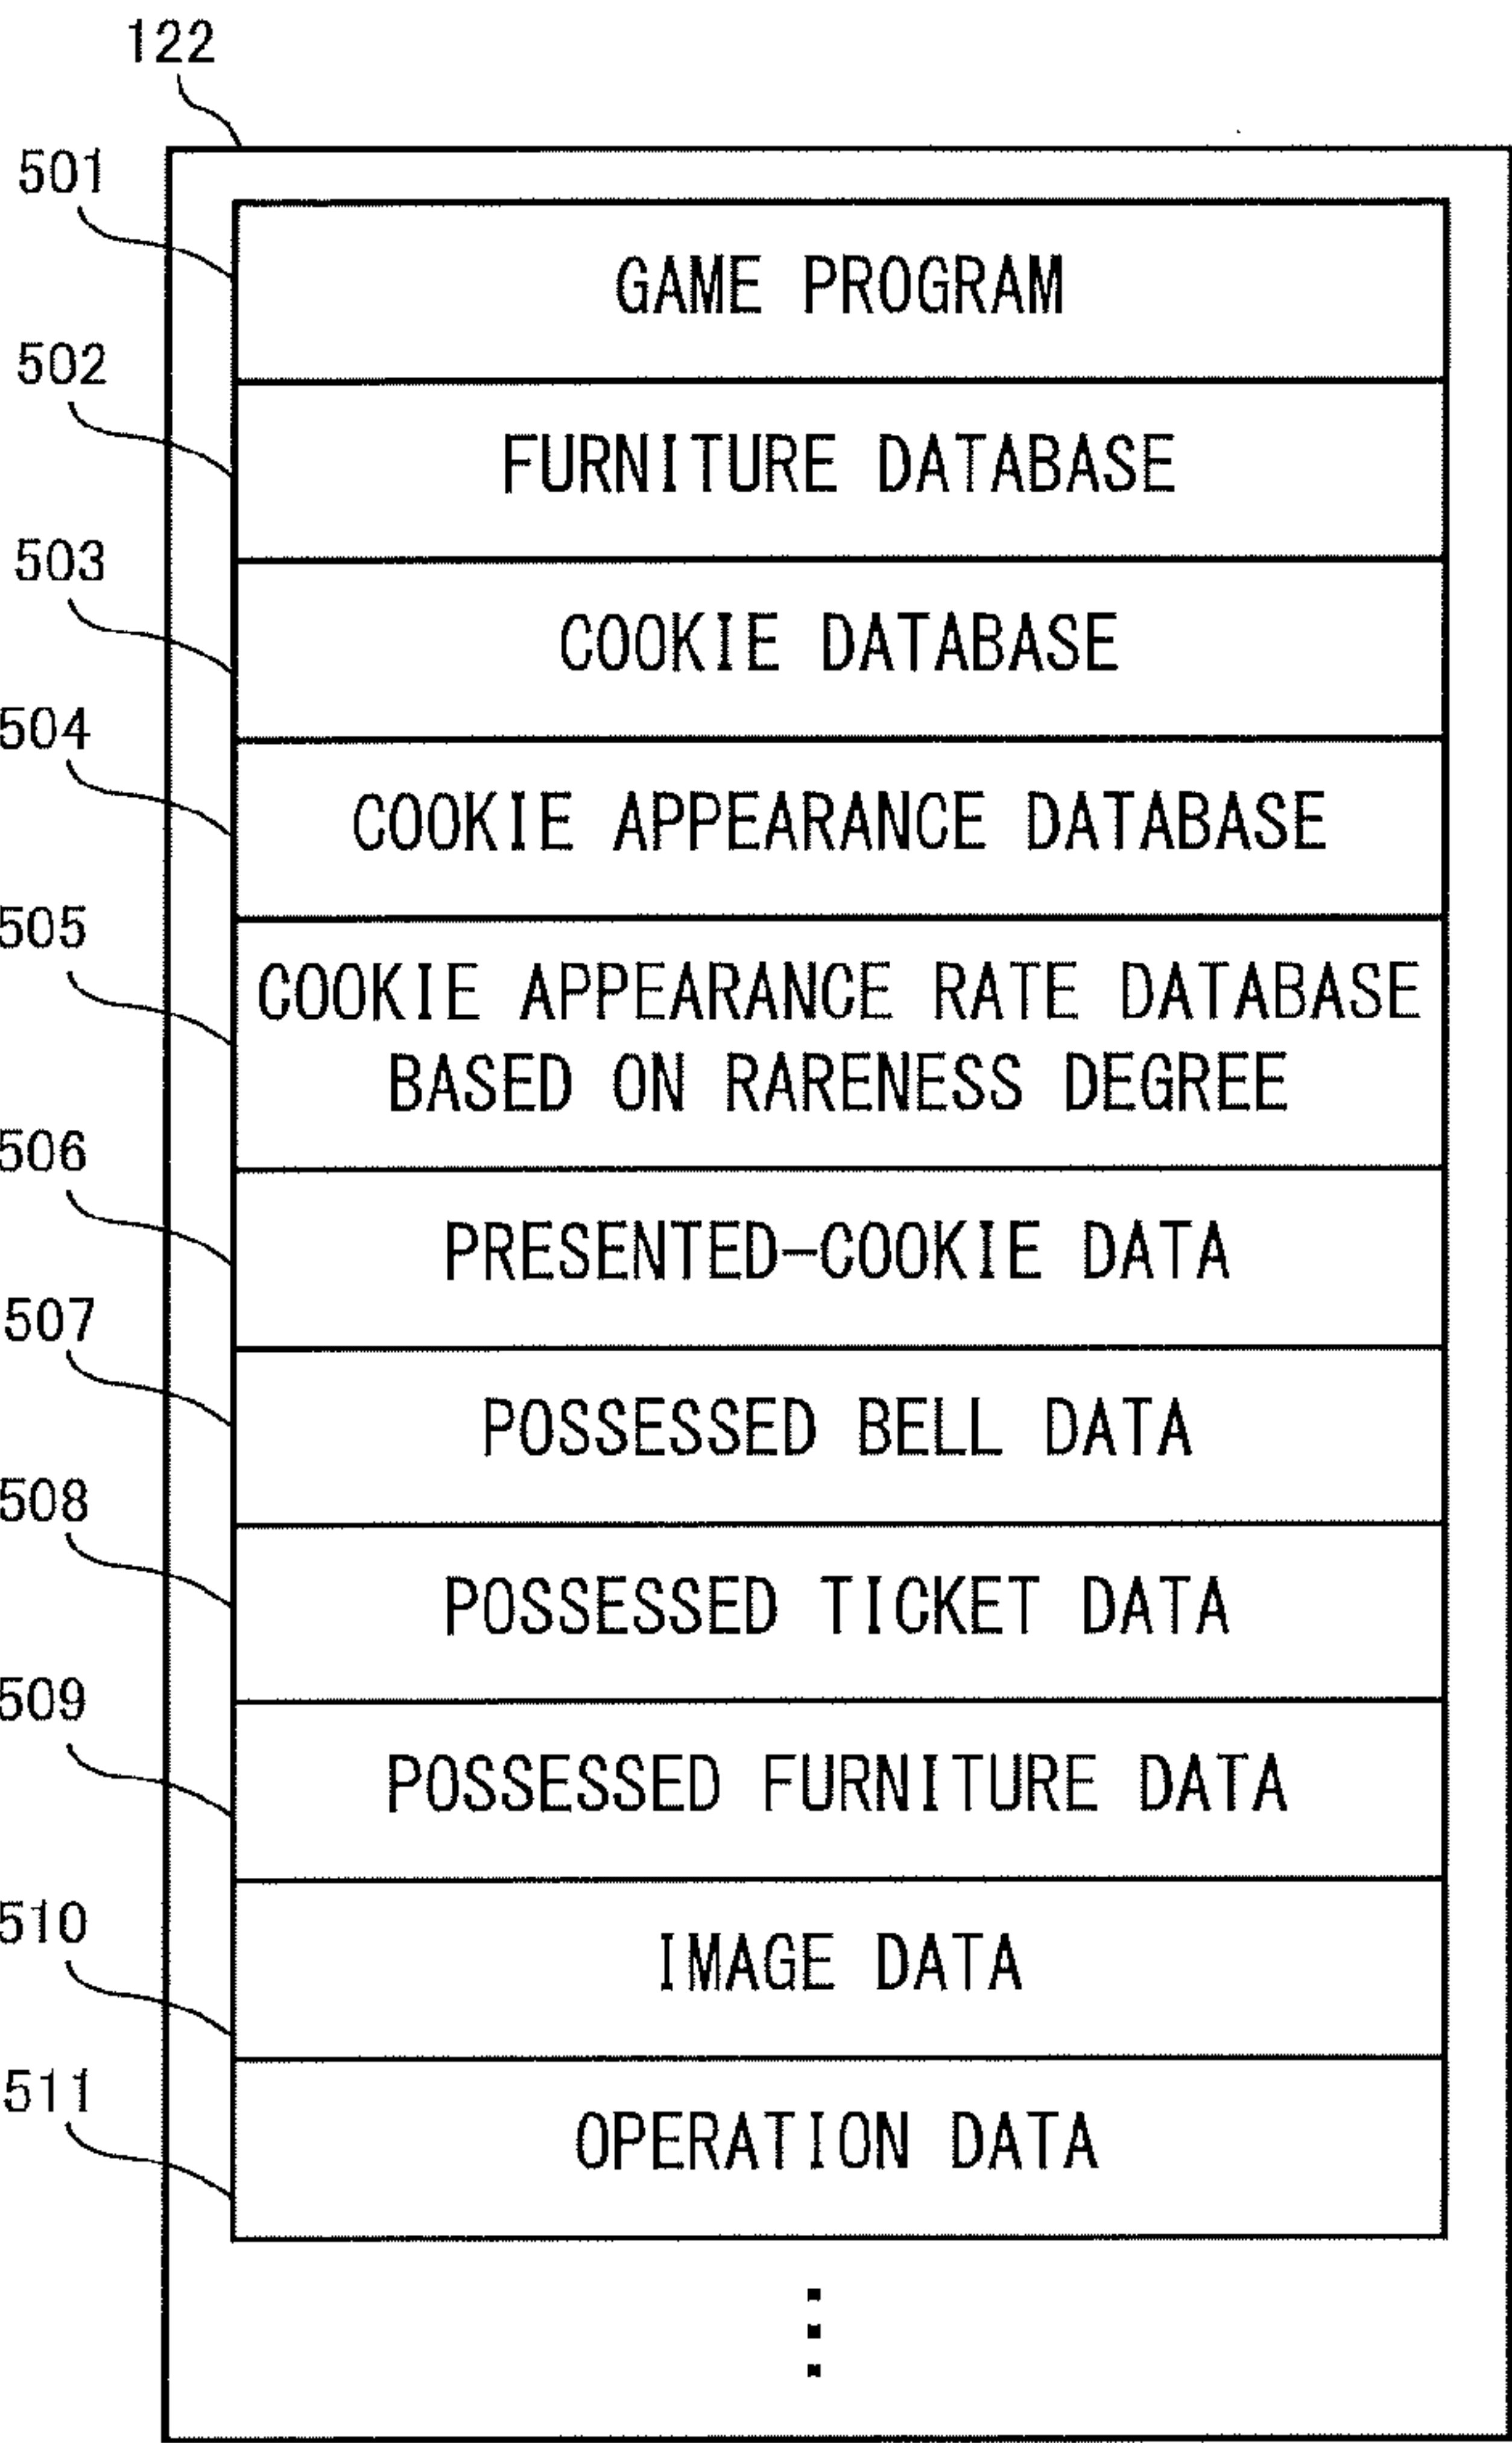 122
501
GAME PROGRAM
502
FURNITURE DATABASE
503
COOKIE DATABASE
504
COOKIE APPEARANCE DATABASE
505
COOKIE APPEARANCE RATE DATABASE
BASED ON RARENESS DEGREE
506
PRESENTED-COOKIE DATA
507
POSSESSED BELL DATA
508
POSSESSED TICKET DATA
509
POSSESSED FURNITURE DATA
510
IMAGE DATA
511
OPERATION DATA